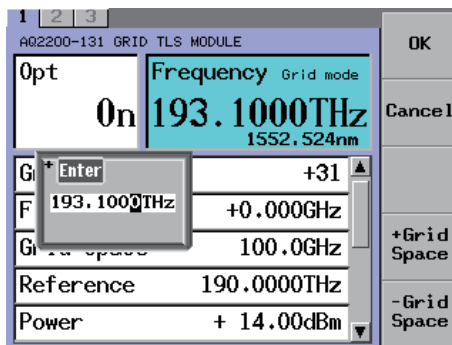 1 2 3
AQ2200-131 GRID TLS MODULE
Opt
On
Frequency Grid mode
193.1000THz
1552.524nm
+31
Enter
193.1000THz
+0.000GHz
100.0GHz
Reference 190.0000THz
Power + 14.00dBm
OK
Cancel
+Grid
Space
-Grid
Space